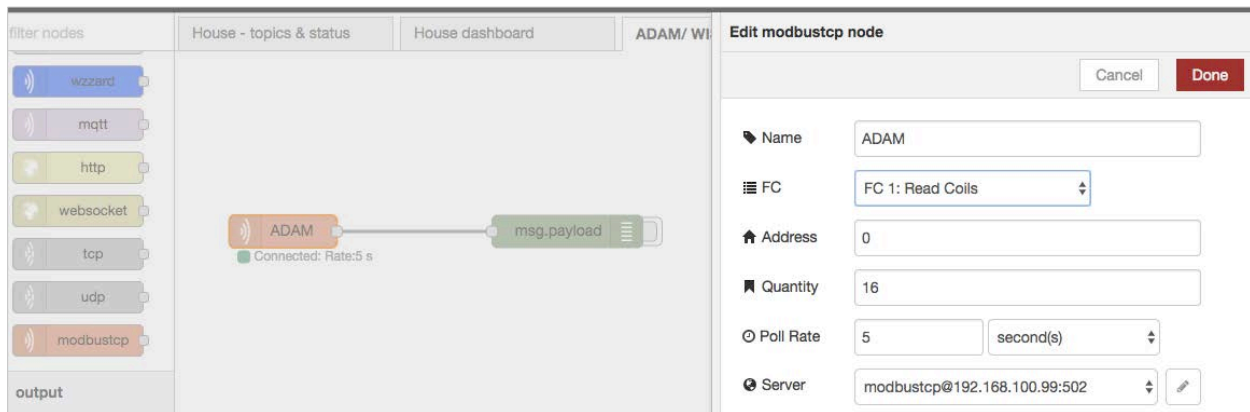 filter nodes
wzzard
mqtt
http
websocket
tcp
udp
modbustcp
output
House - topics & status
House dashboard
ADAM/ WI
ADAM
Connected: Rate:5 s
msg.payload
Edit modbustcp node
Cancel
Done
Name
ADAM
FC
FC 1: Read Coils
Address
0
Quantity
16
Poll Rate
5
second(s)
Server
modbustcp@192.168.100.99:502